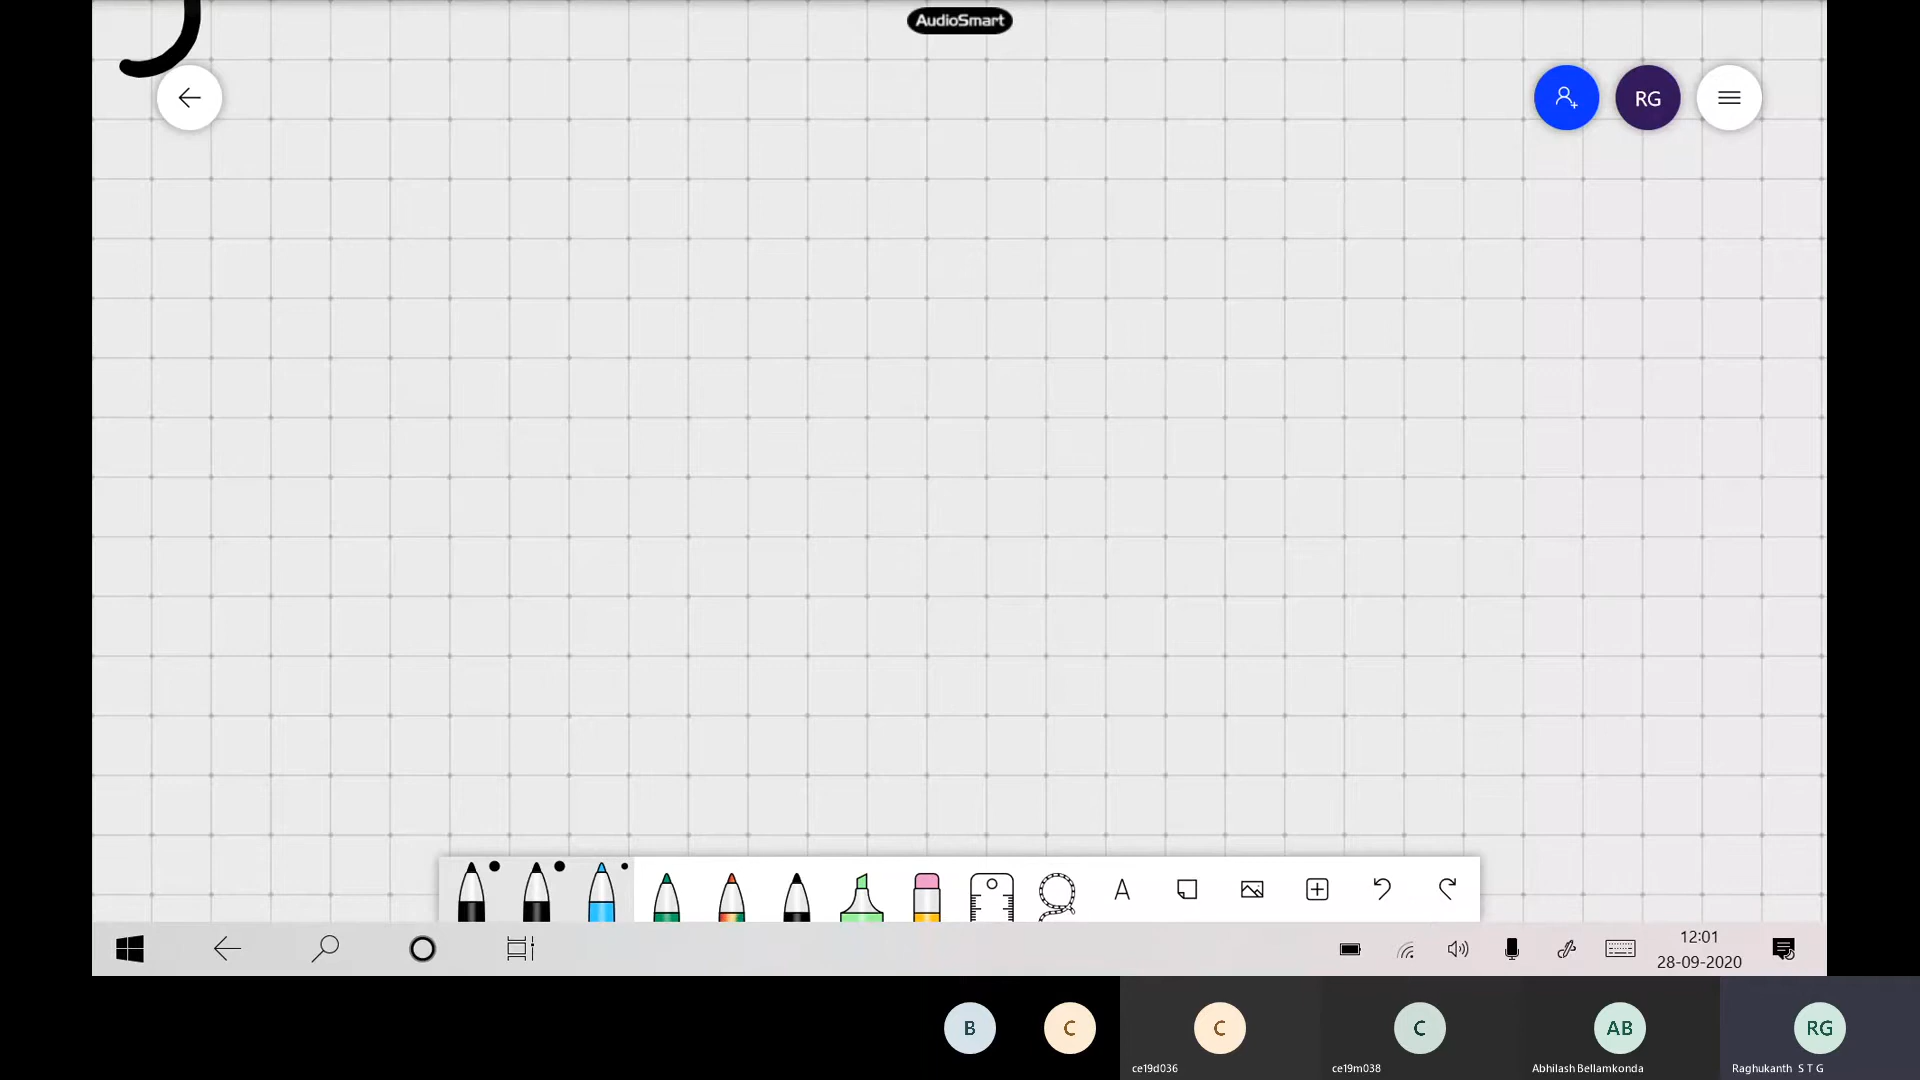 AudioSmart
RG
A
12:01
28-09-2020
B
C
C
C
AB
RG
ce19d036
ce19m038
Abhilash Bellamkonda
Raghukanth S T G